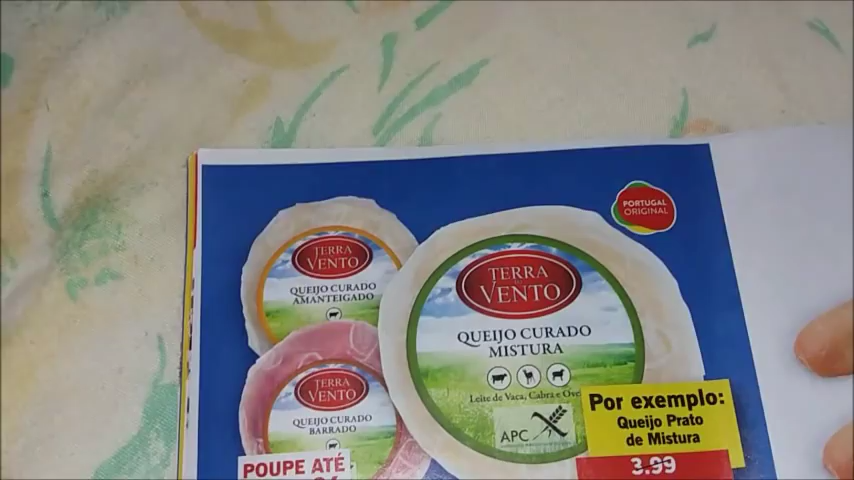 PORTUGAL
ORIGINAL
TERRA
VENTO
QUEIJO CURADO
AMANTEIGADO
TERRA
VENTO
QUEIJO CURADO
MISTURA
Leite de Vaca, Cabra e
APC
TERRA
VENTO
QUEIJO CURADO
BARRADO
POUPE ATÉ
Por exemplo:
Queijo Prato
de Mistura
3.99